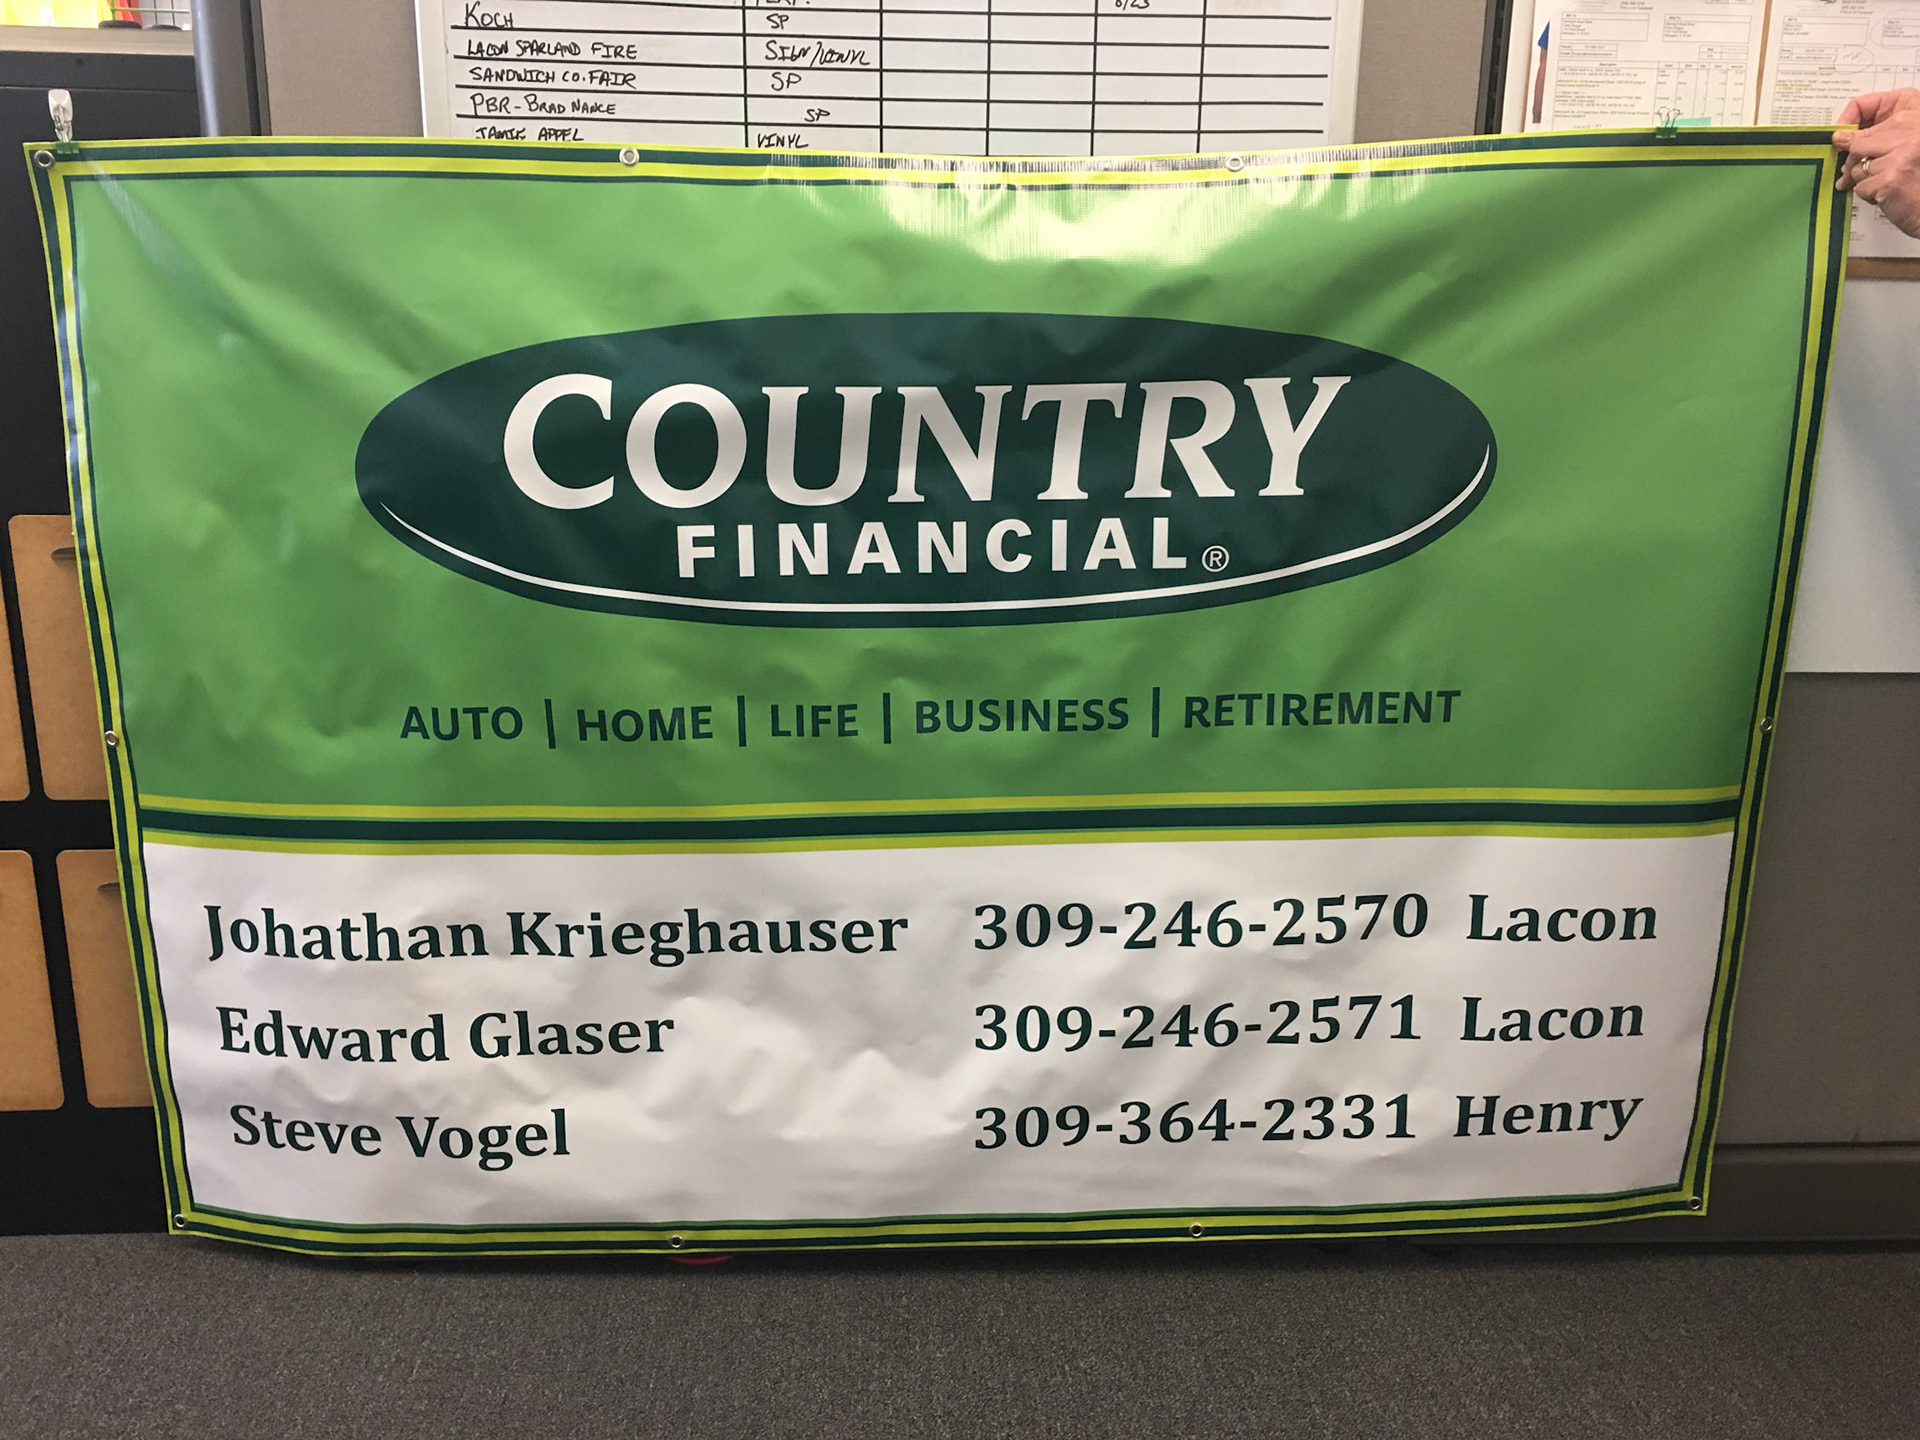 KOCH SP
LACON SPARLAND FIRE SIGN/VINYL
SANDWICH CO. FAIR SP
PBR-BRAD NANCE SP
JAMIE APPEL VINYL
COUNTRY
FINANCIAL®
AUTO | HOME | LIFE | BUSINESS | RETIREMENT
Johathan Krieghauser 309-246-2570 Lacon
Edward Glaser 309-246-2571 Lacon
Steve Vogel 309-364-2331 Henry